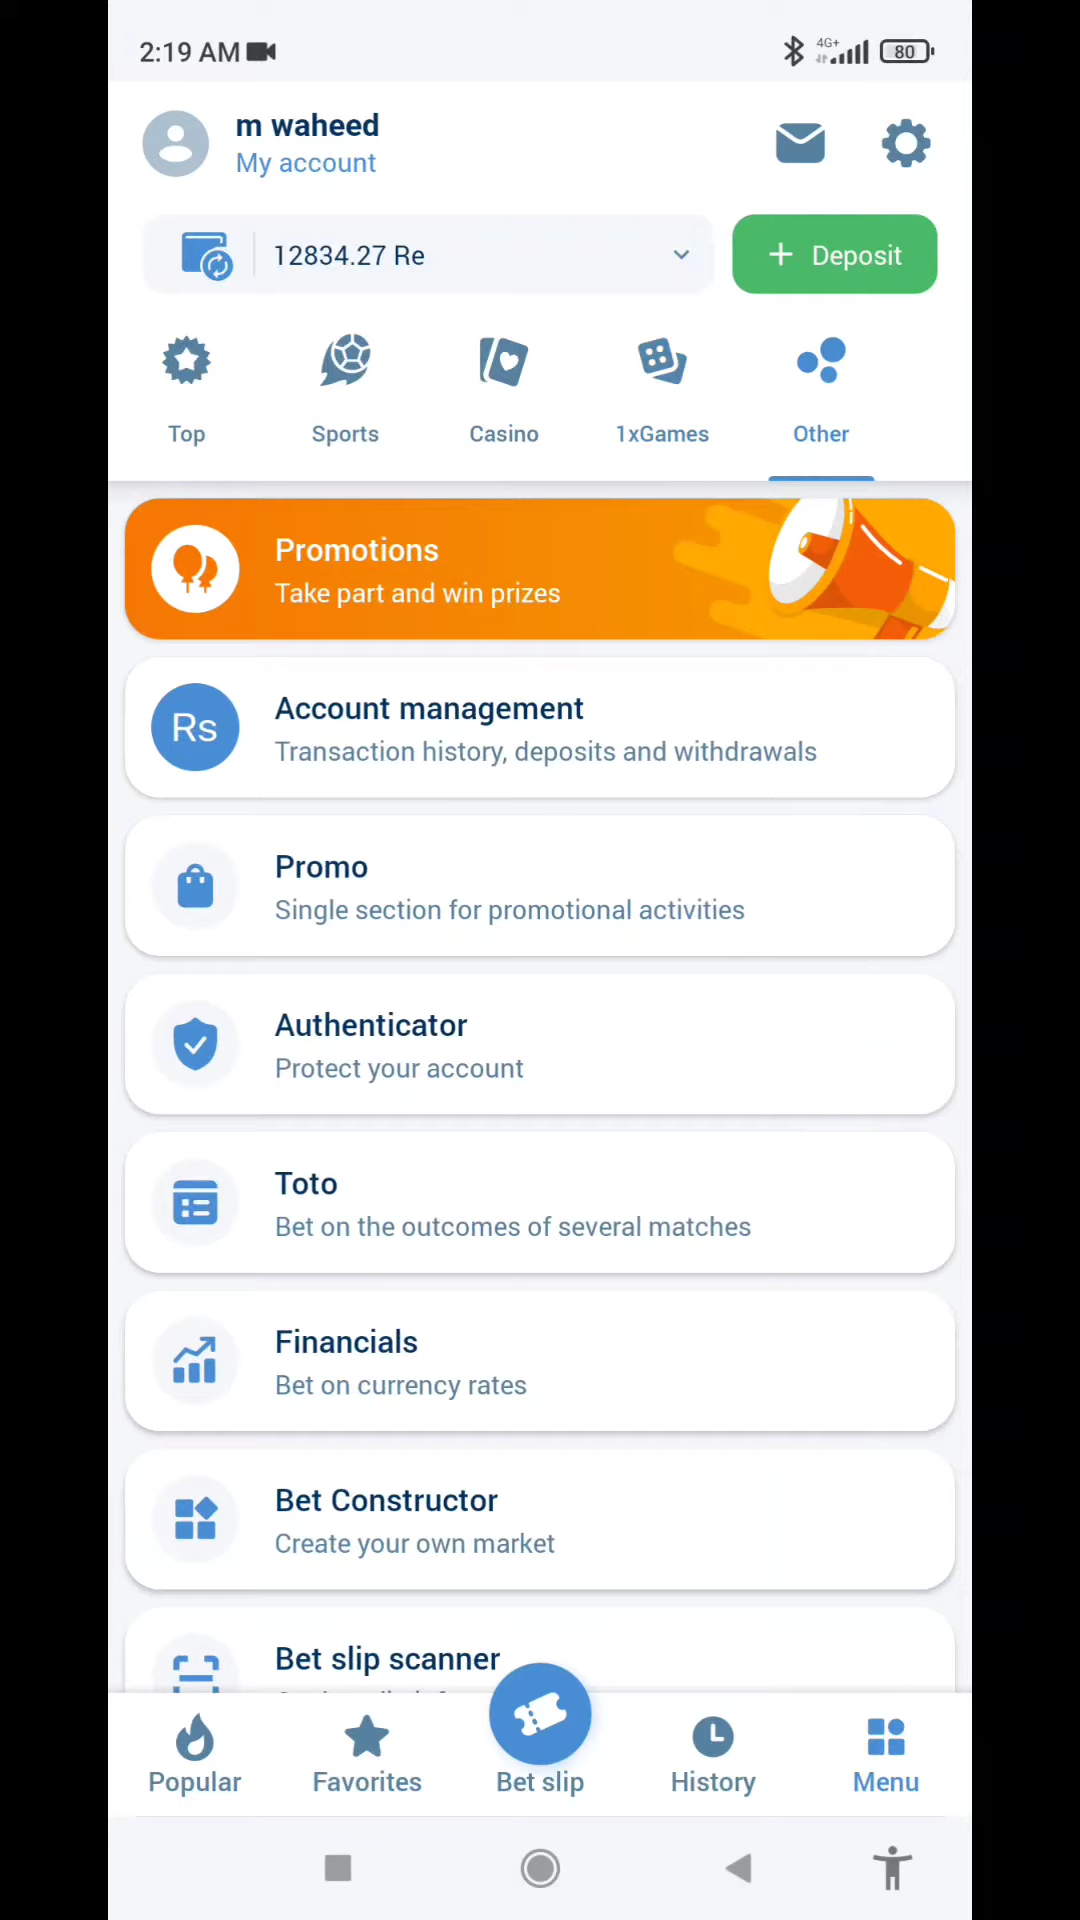 2:19 AM
4G+
80
m waheed
My account
12834.27 Re
+ Deposit
Top
Sports
Casino
1xGames
Other
Promotions
Take part and win prizes
Rs
Account management
Transaction history, deposits and withdrawals
Promo
Single section for promotional activities
Authenticator
Protect your account
Toto
Bet on the outcomes of several matches
Financials
Bet on currency rates
Bet Constructor
Create your own market
Bet slip scanner
Popular
Favorites
Bet slip
History
Menu